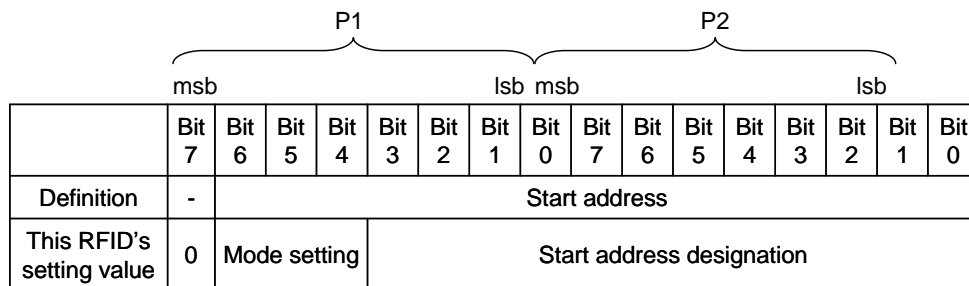 P1 P2
msb lsb msb lsb
Bit 7 Bit 6 Bit 5 Bit 4 Bit 3 Bit 2 Bit 1 Bit 0 Bit 7 Bit 6 Bit 5 Bit 4 Bit 3 Bit 2 Bit 1 Bit 0
Definition - Start address
This RFID's setting value 0 Mode setting Start address designation